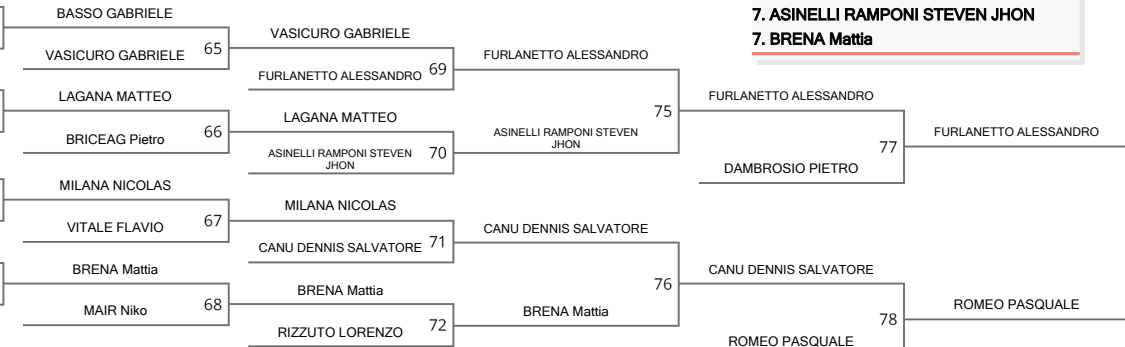 BASSO GABRIELE
7. ASINELLI RAMPONI STEVEN JHON
7. BRENA Mattia
VASICURO GABRIELE
65
VASICURO GABRIELE
FURLANETTO ALESSANDRO
69
FURLANETTO ALESSANDRO
LAGANA MATTEO
BRICEAG Pietro
66
LAGANA MATTEO
ASINELLI RAMPONI STEVEN
JHON
70
ASINELLI RAMPONI STEVEN
JHON
75
FURLANETTO ALESSANDRO
DAMBROSIO PIETRO
77
FURLANETTO ALESSANDRO
MILANA NICOLAS
VITALE FLAVIO
67
MILANA NICOLAS
CANU DENNIS SALVATORE
71
CANU DENNIS SALVATORE
BRENA Mattia
MAIR Niko
68
BRENA Mattia
RIZZUTO LORENZO
72
BRENA Mattia
76
CANU DENNIS SALVATORE
ROMEO PASQUALE
78
ROMEO PASQUALE